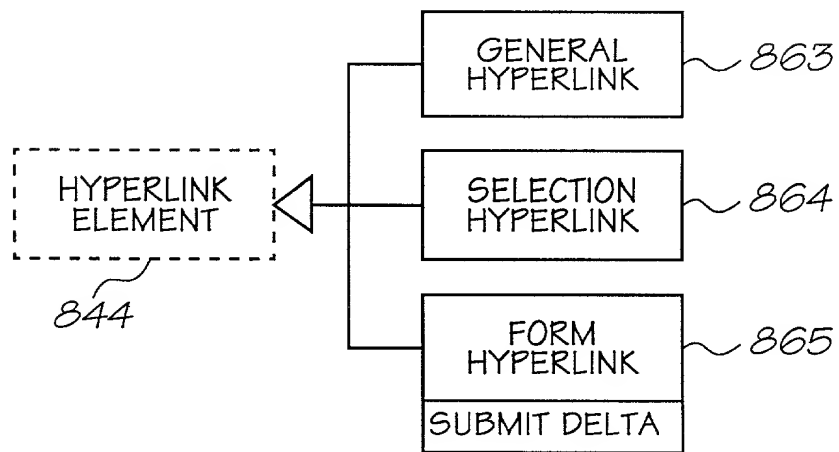 GENERAL
HYPERLINK
863
HYPERLINK
ELEMENT
844
SELECTION
HYPERLINK
864
FORM
HYPERLINK
865
SUBMIT DELTA